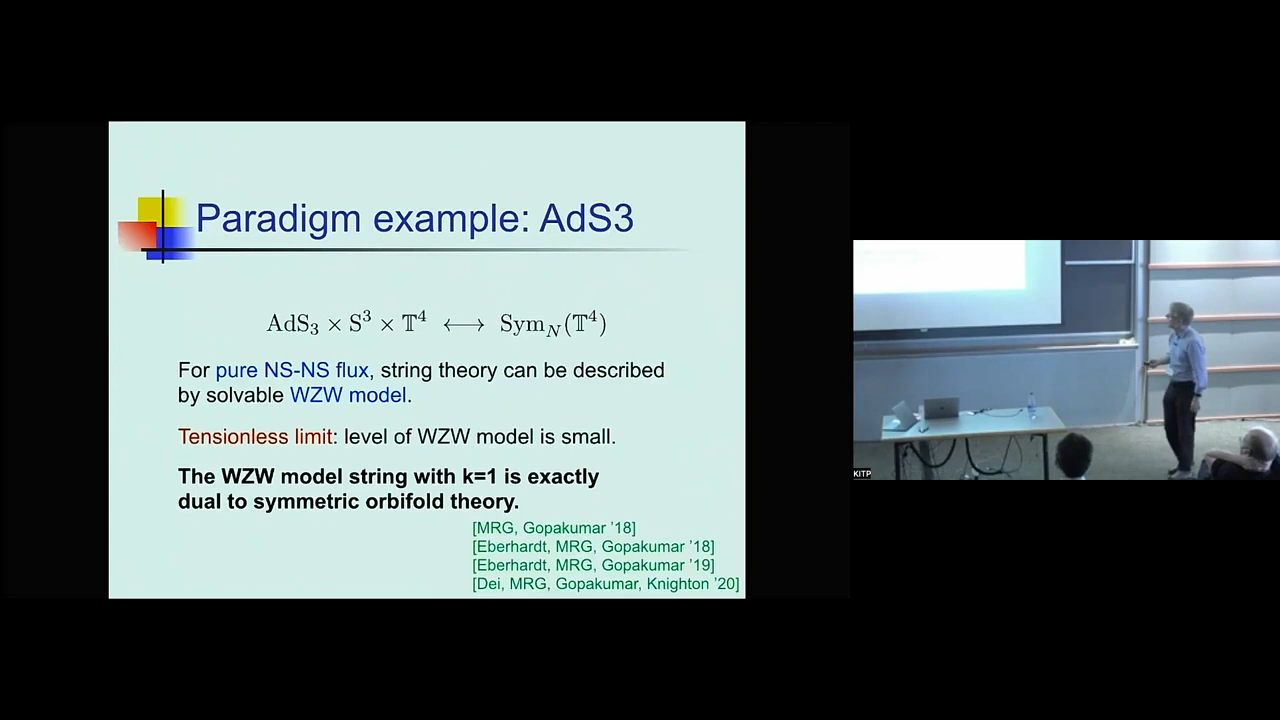 Paradigm example: AdS3
AdS₃ × S³ × 𝕋⁴ ⟷ Sym_N(𝕋⁴)
For pure NS-NS flux, string theory can be described
by solvable WZW model.
Tensionless limit: level of WZW model is small.
The WZW model string with k=1 is exactly
dual to symmetric orbifold theory.
[MRG, Gopakumar ’18]
[Eberhardt, MRG, Gopakumar ’18]
[Eberhardt, MRG, Gopakumar ’19]
[Dei, MRG, Gopakumar, Knighton ’20]
KITP